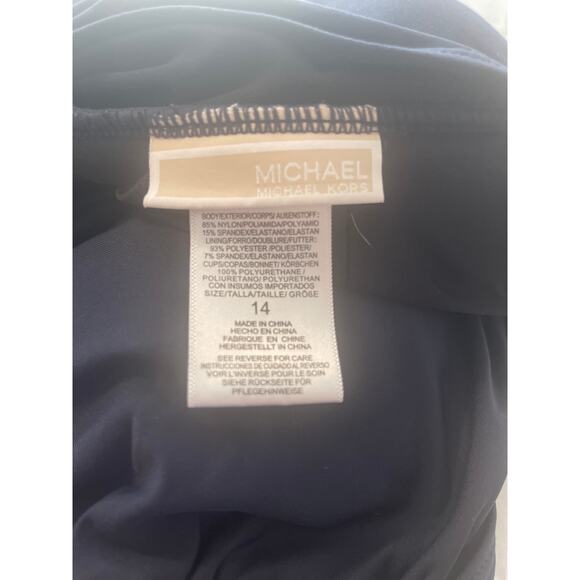 MICHAEL
MICHAEL KORS
BODY/EXTERIOR/CORPS/ AUßENSTOFF:
85% NYLON/POLIAMIDA/POLYAMID
15% SPANDEX/ELASTANO/ELASTAN
LINING/FORRO/DOUBLURE/FUTTER:
93% POLYESTER /POLIESTER/
7% SPANDEX/ELASTANO/ELASTAN
CUPS/COPAS/BONNET/ KÖRBCHEN
100% POLYURETHANE/
POLIURETANO POLYURETHAN
CON INSUMOS IMPORTADOS
SIZE/TALLA/TAILLE/ GRÖßE
14
MADE IN CHINA
HECHO EN CHINA
FABRIQUE EN CHINE
HERGESTELLT IN CHINA
SEE REVERSE FOR CARE
INSTRUCCIONES DE CUIDADO AL REVERSO
VOIR L'INVERSE POUR LE SOIN
SIEHE RÜCKSEITE FÜR
PFLEGEHINWEISE